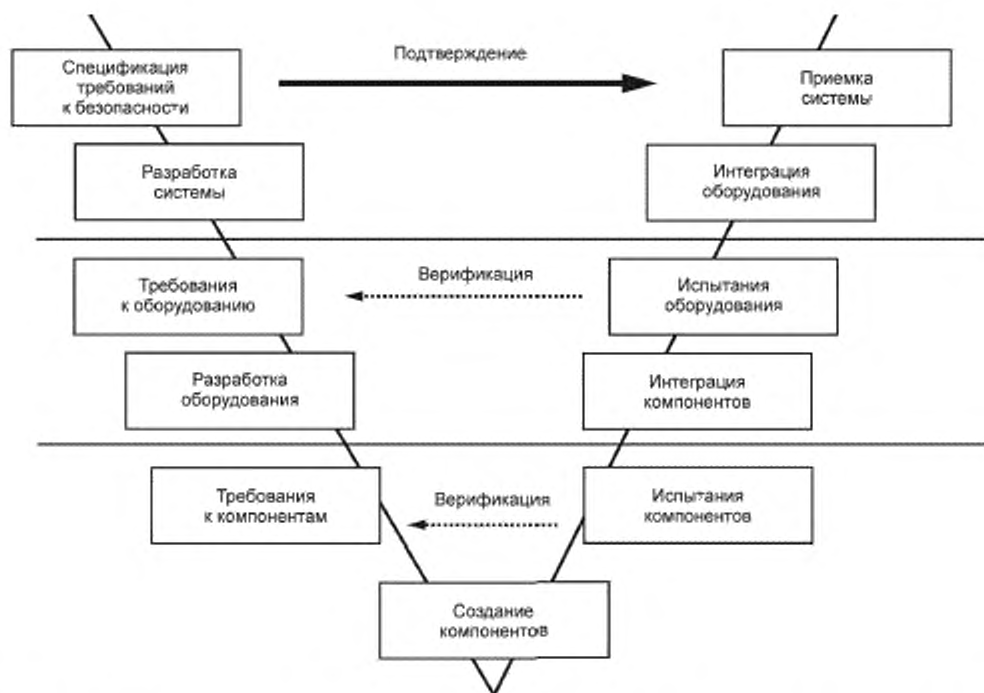 Подтверждение
Спецификация
требований
к безопасности
Приемка
системы
Разработка
системы
Интеграция
оборудования
Требования
к оборудованию
Верификация
Испытания
оборудования
Разработка
оборудования
Интеграция
компонентов
Требования
к компонентам
Верификация
Испытания
компонентов
Создание
компонентов